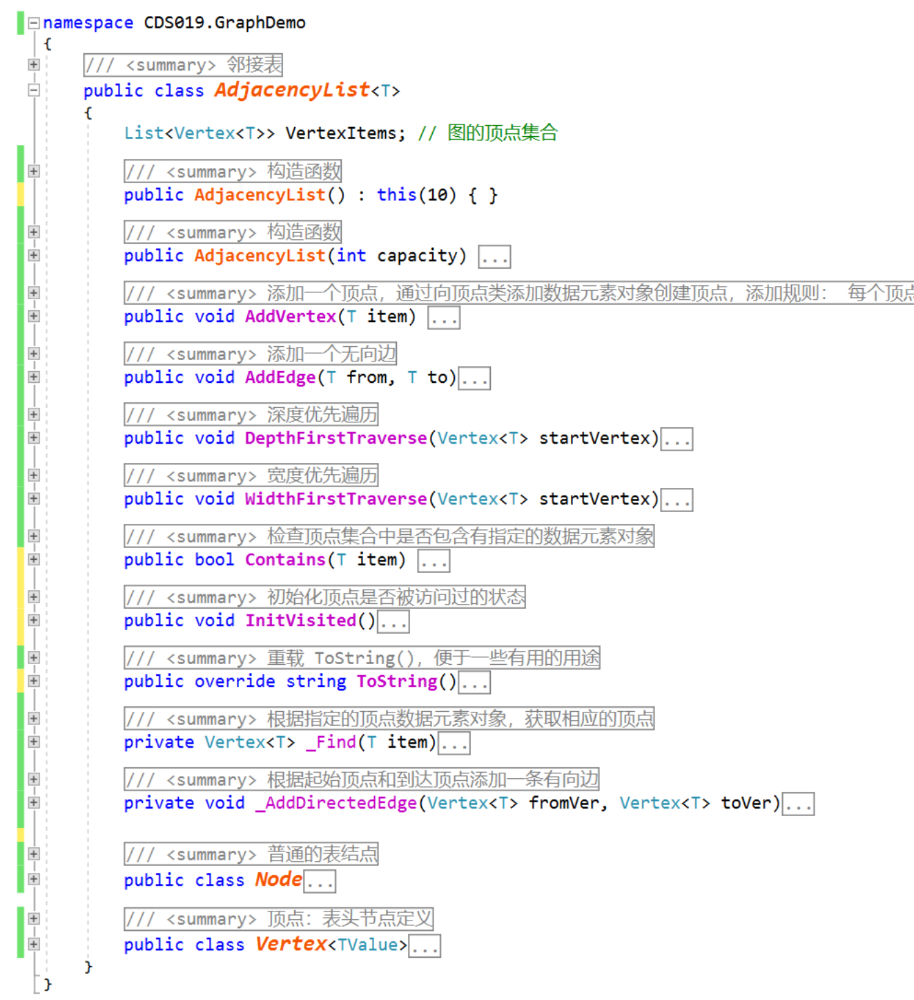 namespace CDS019.GraphDemo
{
/// <summary> 邻接表
public class AdjacencyList<T>
{
List<Vertex<T>> VertexItems; // 图的顶点集合
/// <summary> 构造函数
public AdjacencyList() : this(10) { }
/// <summary> 构造函数
public AdjacencyList(int capacity) ...
/// <summary> 添加一个顶点，通过向顶点类添加数据元素对象创建顶点，添加规则： 每个顶点
public void AddVertex(T item) ...
/// <summary> 添加一个无向边
public void AddEdge(T from, T to)...
/// <summary> 深度优先遍历
public void DepthFirstTraverse(Vertex<T> startVertex)...
/// <summary> 宽度优先遍历
public void WidthFirstTraverse(Vertex<T> startVertex)...
/// <summary> 检查顶点集合中是否包含有指定的数据元素对象
public bool Contains(T item) ...
/// <summary> 初始化顶点是否被访问过的状态
public void InitVisited()...
/// <summary> 重载 ToString()，便于一些有用的用途
public override string ToString()...
/// <summary> 根据指定的顶点数据元素对象，获取相应的顶点
private Vertex<T> _Find(T item)...
/// <summary> 根据起始顶点和到达顶点添加一条有向边
private void _AddDirectedEdge(Vertex<T> fromVer, Vertex<T> toVer)...
/// <summary> 普通的表结点
public class Node...
/// <summary> 顶点：表头节点定义
public class Vertex<TValue>...
}
}